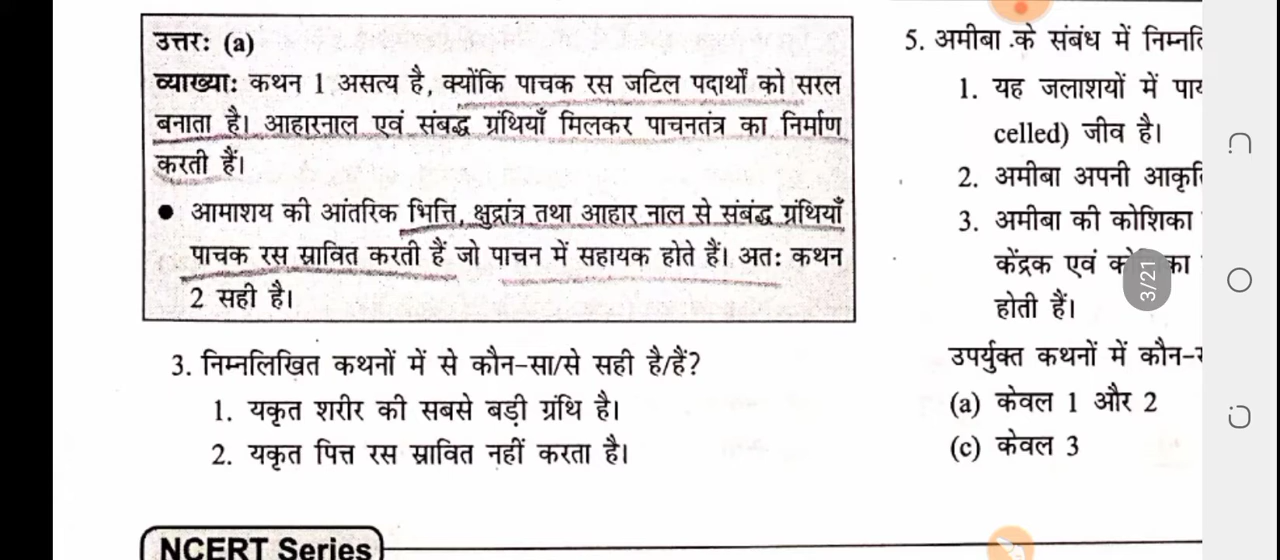 उत्तरः (a)
व्याख्याः कथन 1 असत्य है, क्योंकि पाचक रस जटिल पदार्थों को सरल
बनाता है। आहारनाल एवं संबद्ध ग्रंथियाँ मिलकर पाचनतंत्र का निर्माण
करती हैं।
● आमाशय की आंतरिक भित्ति, क्षुद्रांत्र तथा आहार नाल से संबंद्ध ग्रंथियाँ
पाचक रस स्रावित करती हैं जो पाचन में सहायक होते हैं। अतः कथन
2 सही है।
3. निम्नलिखित कथनों में से कौन-सा/से सही है/हैं?
1. यकृत शरीर की सबसे बड़ी ग्रंथि है।
2. यकृत पित्त रस स्रावित नहीं करता है।
NCERT Series
5. अमीबा के संबंध में
1. यह जलाशयों में
celled) जीव है।
2. अमीबा अपनी
3. अमीबा की कोशिका
केंद्रक एवं
होती हैं।
उपर्युक्त कथनों में
(a) केवल 1 और 2
(c) केवल 3
3/21